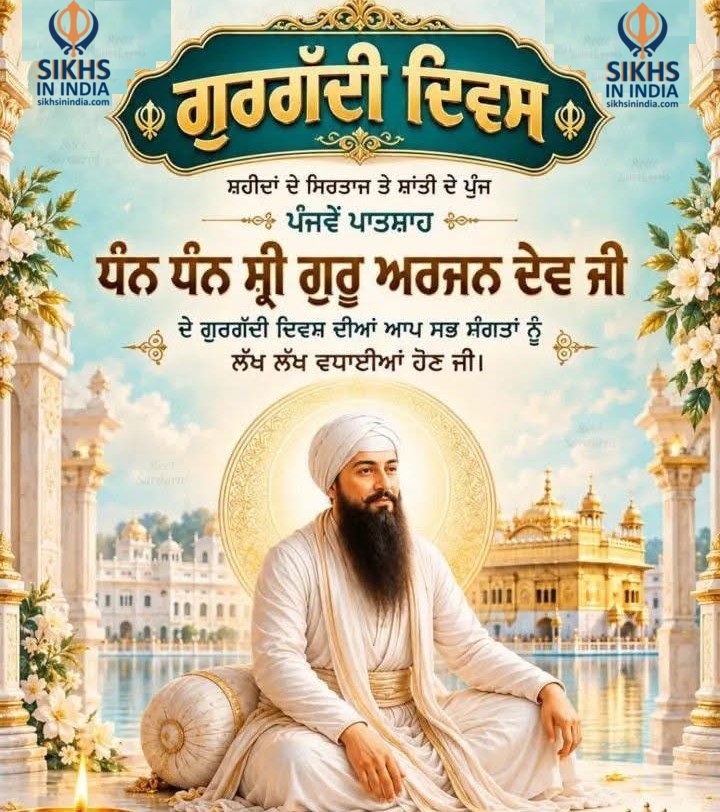 SIKHS
IN INDIA
sikhsinindia.com
SIKHS
IN INDIA
sikhsinindia.com
ਗੁਰਗੱਦੀ ਦਿਵਸ
ਸ਼ਹੀਦਾਂ ਦੇ ਸਿਰਤਾਜ ਤੇ ਸ਼ਾਂਤੀ ਦੇ ਪੁੰਜ
ਪੰਜਵੇਂ ਪਾਤਸ਼ਾਹ
ਧੰਨ ਧੰਨ ਸ਼੍ਰੀ ਗੁਰੂ ਅਰਜਨ ਦੇਵ ਜੀ
ਦੇ ਗੁਰਗੱਦੀ ਦਿਵਸ਼ ਦੀਆਂ ਆਪ ਸਭ ਸੰਗਤਾਂ ਨੂੰ
ਲੱਖ ਲੱਖ ਵਧਾਈਆਂ ਹੋਣ ਜੀ।